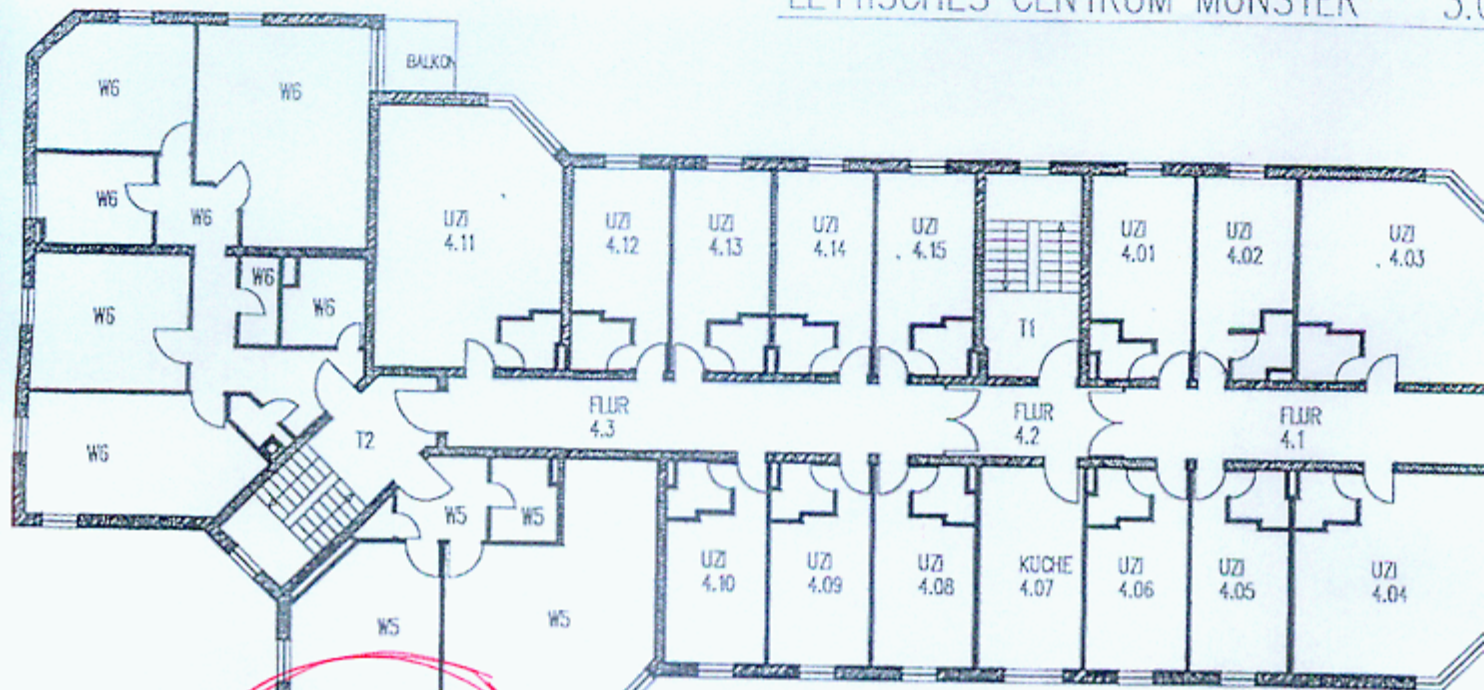 LETTISCHES CENTRUM MÜNSTER
BALKON
W6
W6
W6
W6
W6
W6
W6
W6
UZI
4.11
UZI
4.12
UZI
4.13
UZI
4.14
UZI
4.15
T1
UZI
4.01
UZI
4.02
UZI
4.03
T2
FLUR
4.3
FLUR
4.2
FLUR
4.1
W5
W5
W5
W5
UZI
4.10
UZI
4.09
UZI
4.08
KÜCHE
4.07
UZI
4.06
UZI
4.05
UZI
4.04